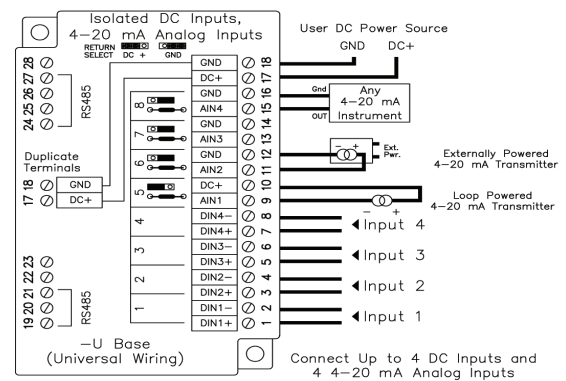 Isolated DC Inputs,
4-20 mA Analog Inputs
RETURN
SELECT DC + GND
User DC Power Source
GND DC+
28
27
26
25
24
RS485
Duplicate
Terminals
18 GND
17 DC+
23
22
21
20
19
RS485
GND 18
DC+ 17
GND 16
8 AIN4 15
GND 14
7 AIN3 13
GND 12
6 AIN2 11
DC+ 10
5 AIN1 9
DIN4- 8
4 DIN4+ 7
DIN3- 6
3 DIN3+ 5
DIN2- 4
2 DIN2+ 3
DIN1- 2
1 DIN1+ 1
Gnd
OUT
Any
4-20 mA
Instrument
- +
Ext.
Pwr.
Externally Powered
4-20 mA Transmitter
Loop Powered
4-20 mA Transmitter
- +
Input 4
Input 3
Input 2
Input 1
-U Base
(Universal Wiring)
Connect Up to 4 DC Inputs and
4 4-20 mA Analog Inputs